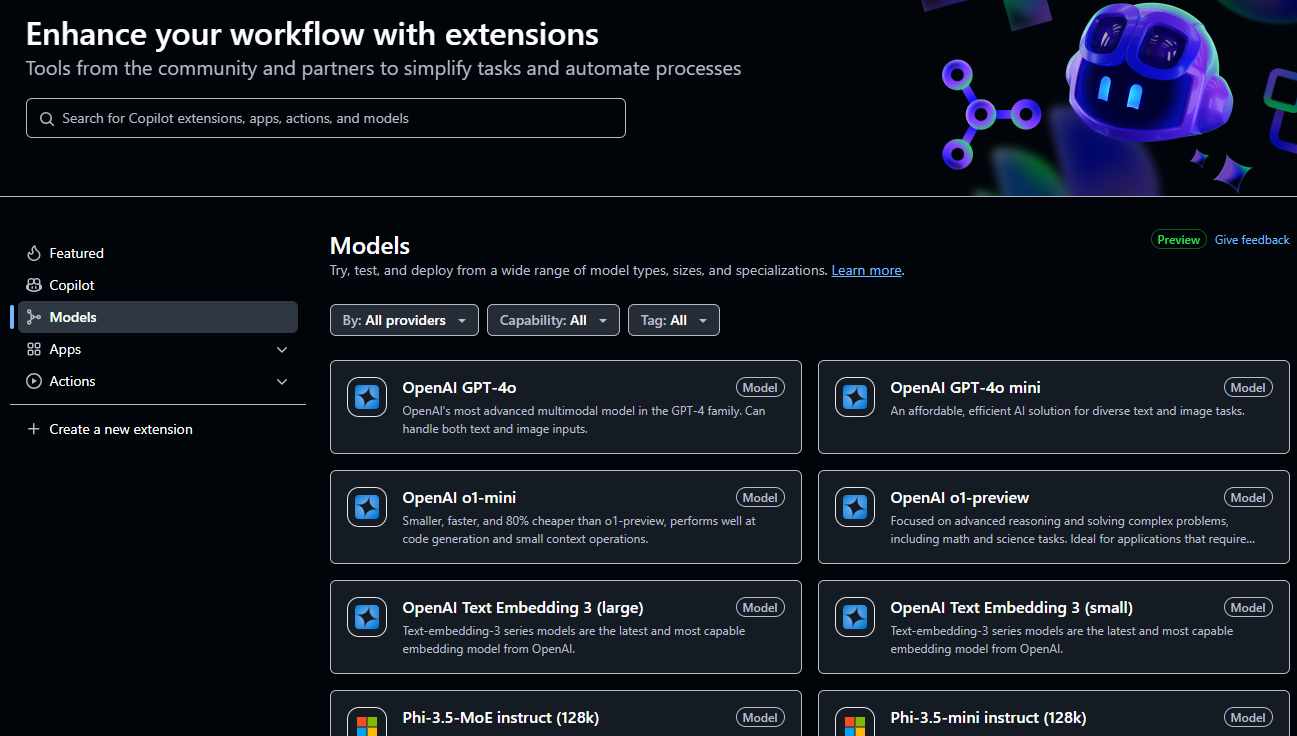 Enhance your workflow with extensions
Tools from the community and partners to simplify tasks and automate processes
Search for Copilot extensions, apps, actions, and models
Featured
Copilot
Models
Apps
Actions
Create a new extension
Models
Preview
Give feedback
Try, test, and deploy from a wide range of model types, sizes, and specializations. Learn more.
By: All providers
Capability: All
Tag: All
OpenAI GPT-4o
Model
OpenAI's most advanced multimodal model in the GPT-4 family. Can
handle both text and image inputs.
OpenAI GPT-4o mini
Model
An affordable, efficient AI solution for diverse text and image tasks.
OpenAI o1-mini
Model
Smaller, faster, and 80% cheaper than o1-preview, performs well at
code generation and small context operations.
OpenAI o1-preview
Model
Focused on advanced reasoning and solving complex problems,
including math and science tasks. Ideal for applications that require...
OpenAI Text Embedding 3 (large)
Model
Text-embedding-3 series models are the latest and most capable
embedding model from OpenAI.
OpenAI Text Embedding 3 (small)
Model
Text-embedding-3 series models are the latest and most capable
embedding model from OpenAI.
Phi-3.5-MoE instruct (128k)
Model
Phi-3.5-mini instruct (128k)
Model